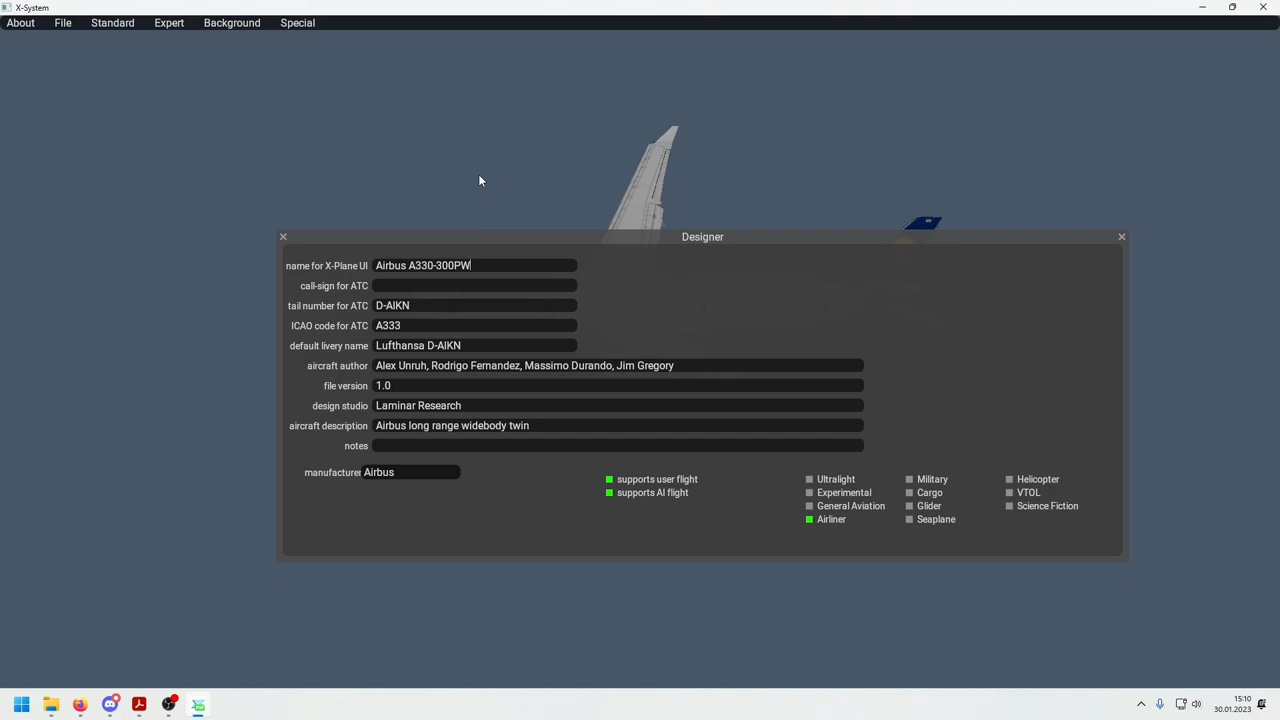 X-System
About File Standard Expert Background Special
Designer
name for X-Plane UI Airbus A330-300PW
call-sign for ATC
tail number for ATC D-AIKN
ICAO code for ATC A333
default livery name Lufthansa D-AIKN
aircraft author Alex Unruh, Rodrigo Fernandez, Massimo Durando, Jim Gregory
file version 1.0
design studio Laminar Research
aircraft description Airbus long range widebody twin
notes
manufacturer Airbus
supports user flight Ultralight Military Helicopter
supports AI flight Experimental Cargo VTOL
General Aviation Glider Science Fiction
Airliner Seaplane
15:10
30.01.2023